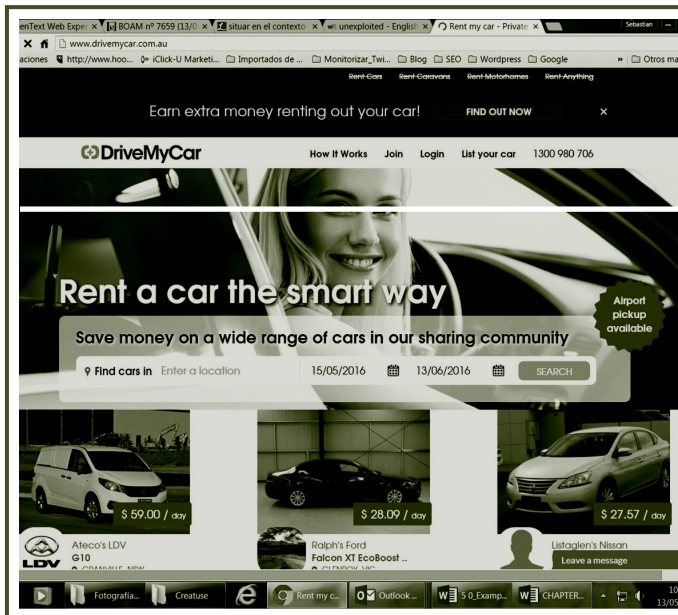 enText Web Exper
BOAM nº 7659 (13/0
situar en el contexto
unexploited - English
Rent my car - Private
Sebastian
www.drivemycar.com.au
aciones http://www.hoo... iClick-U Marketi... Importados de ... Monitorizar_Twi... Blog SEO Wordpress Google » Otros ma
Rent Cars Rent Caravans Rent Motorhomes Rent Anything
Earn extra money renting out your car! FIND OUT NOW ×
DriveMyCar How It Works Join Login List your car 1300 980 706
Rent a car the smart way
Airport
pickup
available
Save money on a wide range of cars in our sharing community
Find cars in Enter a location 15/05/2016 13/06/2016 SEARCH
$ 59.00 / day $ 28.09 / day $ 27.57 / day
Ateco's LDV Ralph's Ford Listaglen's Nissan
LDV G10 Falcon XT EcoBoost .. Leave a message
Fotografía... Creatuse Rent my c... Outlook ... 5 0_Examp... CHAPTER... 10
13/05